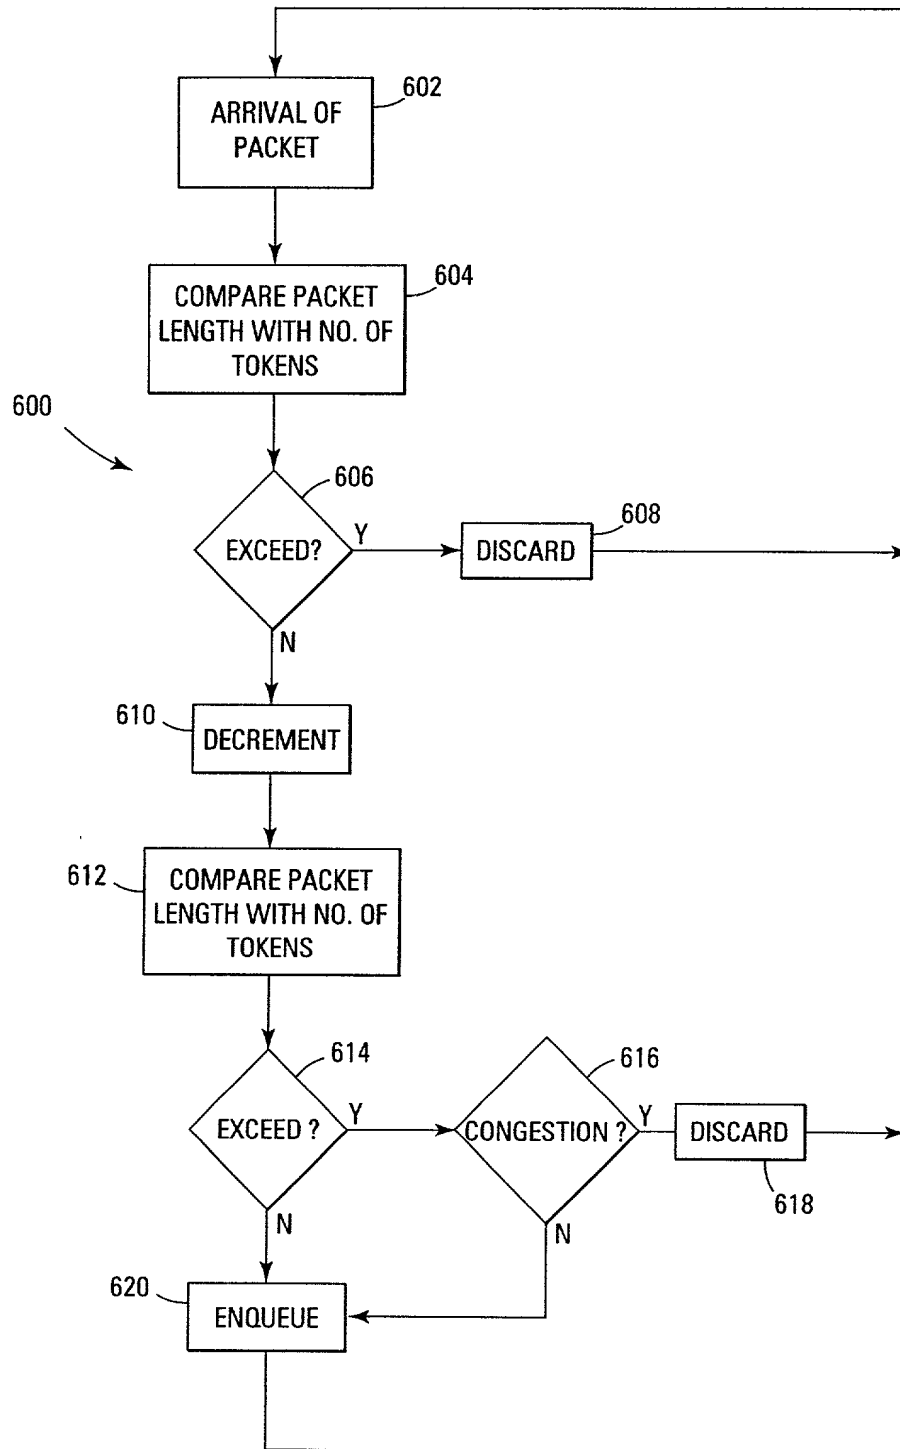 602
ARRIVAL OF
PACKET
604
COMPARE PACKET
LENGTH WITH NO. OF
TOKENS
600
606
EXCEED?
Y
608
DISCARD
N
610
DECREMENT
612
COMPARE PACKET
LENGTH WITH NO. OF
TOKENS
614
EXCEED ?
Y
616
CONGESTION ?
Y
DISCARD
618
N
N
620
ENQUEUE